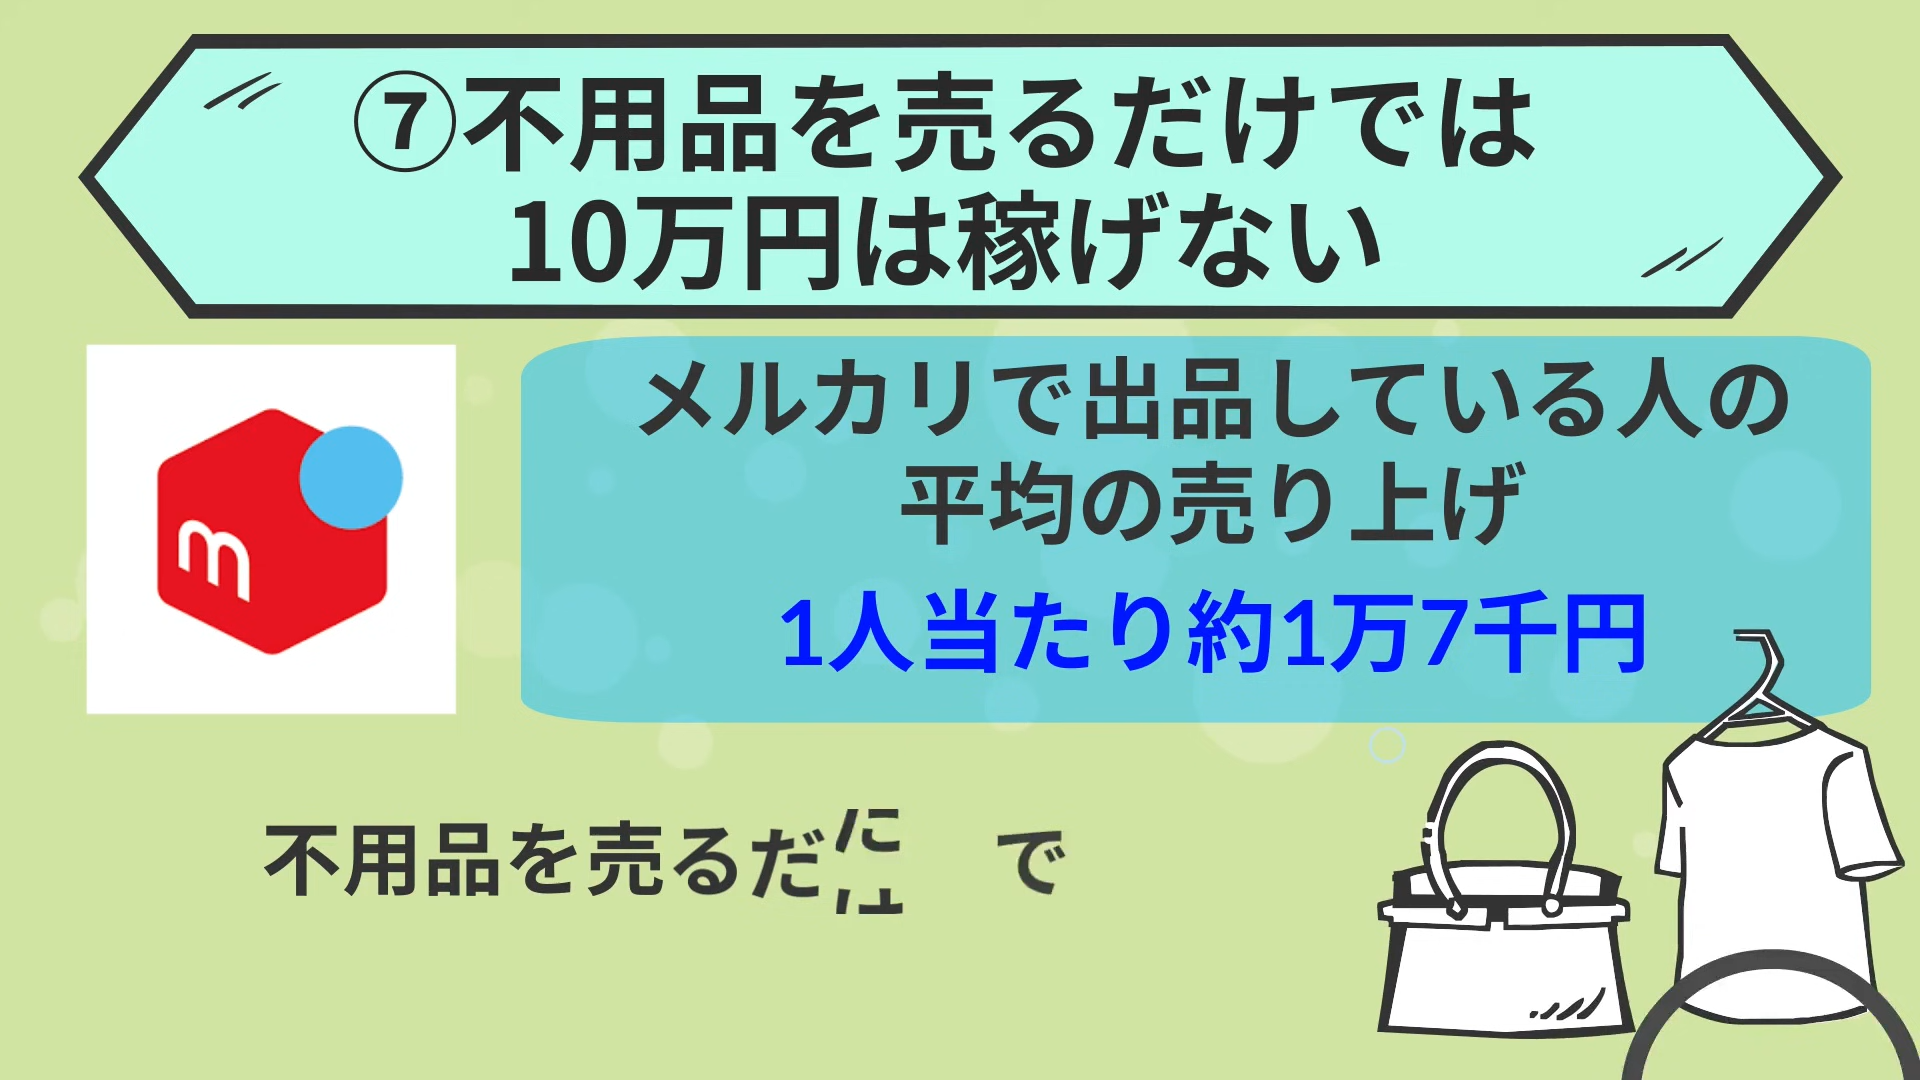 ⑦不用品を売るだけでは
10万円は稼げない
メルカリで出品している人の
平均の売り上げ
1人当たり約1万7千円
m
不用品を売るだ
で